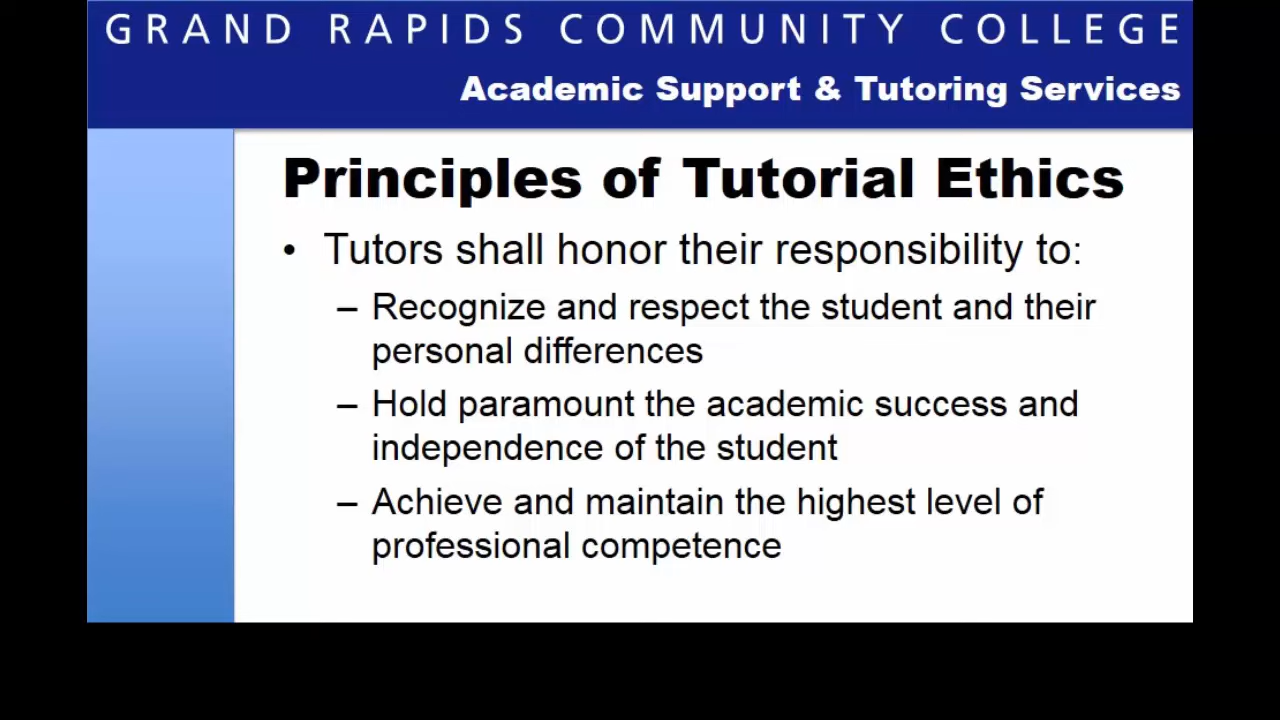 GRAND RAPIDS COMMUNITY COLLEGE
Academic Support & Tutoring Services
Principles of Tutorial Ethics
• Tutors shall honor their responsibility to:
– Recognize and respect the student and their
personal differences
– Hold paramount the academic success and
independence of the student
– Achieve and maintain the highest level of
professional competence